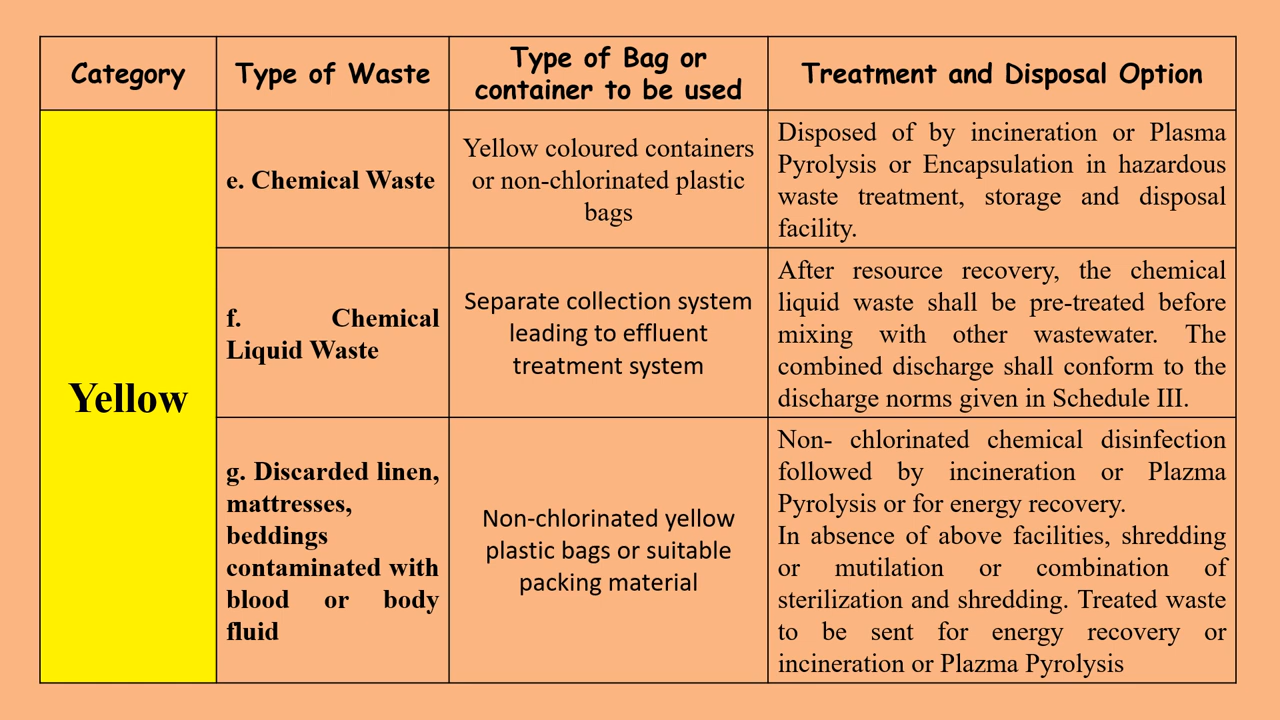 Category
Type of Waste
Type of Bag or
container to be used
Treatment and Disposal Option
Yellow
e. Chemical Waste
Yellow coloured containers
or non-chlorinated plastic
bags
Disposed of by incineration or Plasma
Pyrolysis or Encapsulation in hazardous
waste treatment, storage and disposal
facility.
f. Chemical
Liquid Waste
Separate collection system
leading to effluent
treatment system
After resource recovery, the chemical
liquid waste shall be pre-treated before
mixing with other wastewater. The
combined discharge shall conform to the
discharge norms given in Schedule III.
g. Discarded linen,
mattresses,
beddings
contaminated with
blood or body
fluid
Non-chlorinated yellow
plastic bags or suitable
packing material
Non- chlorinated chemical disinfection
followed by incineration or Plazma
Pyrolysis or for energy recovery.
In absence of above facilities, shredding
or mutilation or combination of
sterilization and shredding. Treated waste
to be sent for energy recovery or
incineration or Plazma Pyrolysis